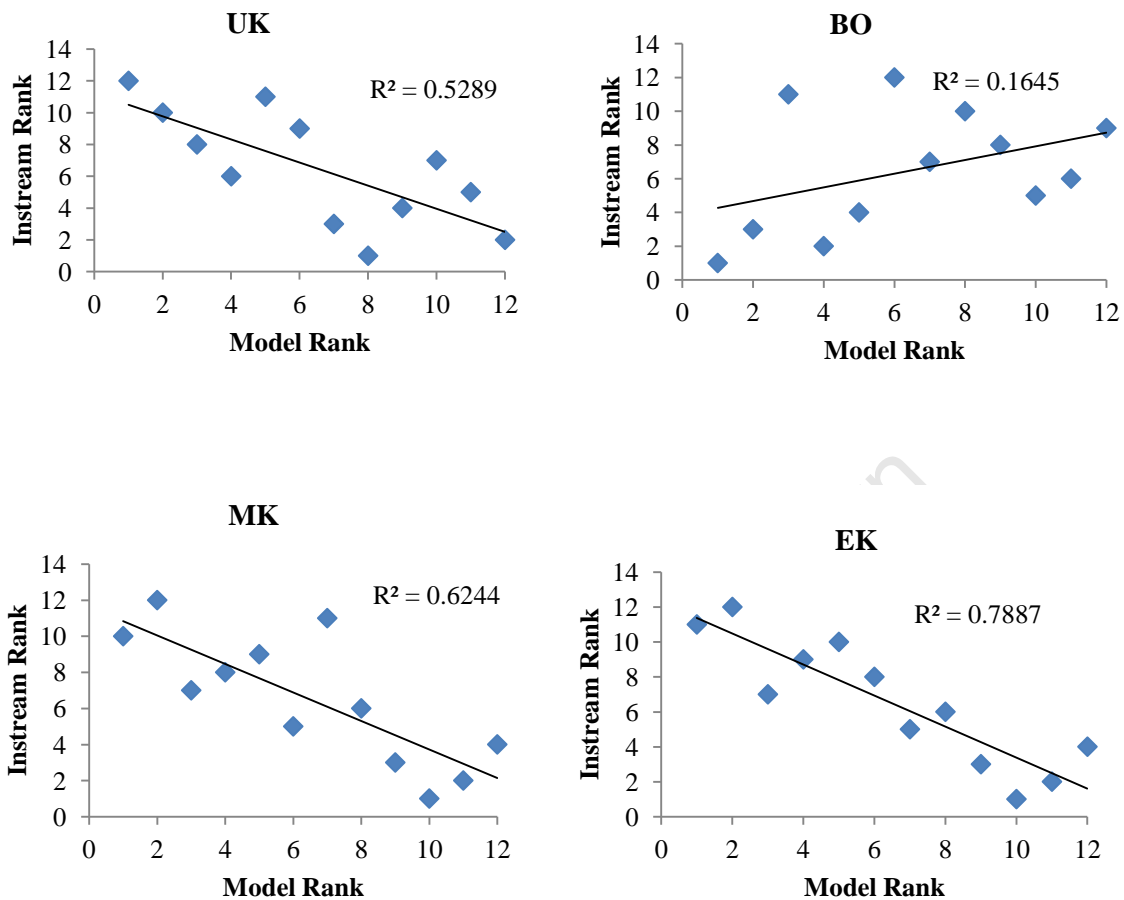 UK
14
12
10
8
6
4
2
0
Instream Rank
R² = 0.5289
0 2 4 6 8 10 12
Model Rank
BO
14
12
10
8
6
4
2
0
Instream Rank
R² = 0.1645
0 2 4 6 8 10 12
Model Rank
MK
14
12
10
8
6
4
2
0
Instream Rank
R² = 0.6244
0 2 4 6 8 10 12
Model Rank
EK
14
12
10
8
6
4
2
0
Instream Rank
R² = 0.7887
0 2 4 6 8 10 12
Model Rank